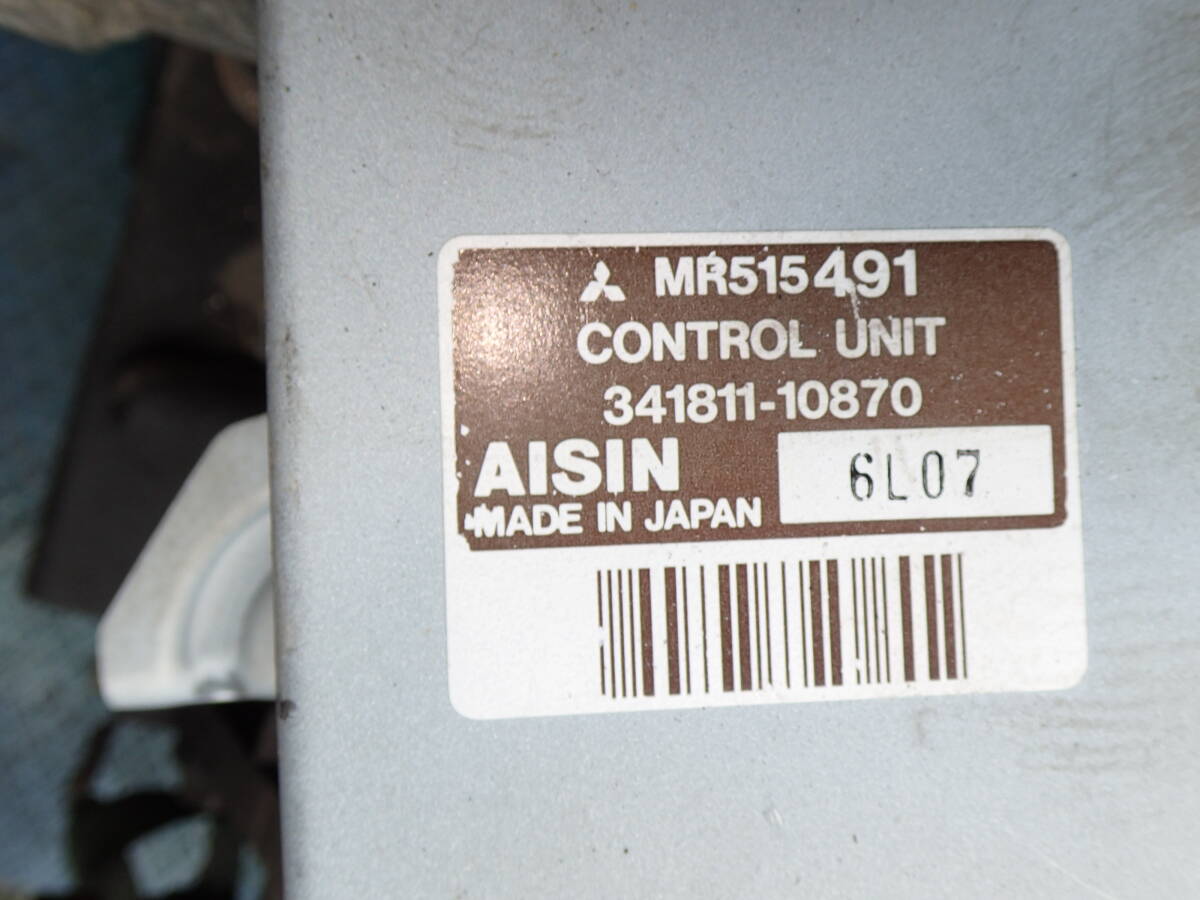 MR515491
CONTROL UNIT
341811-10870
AISIN
6L07
MADE IN JAPAN